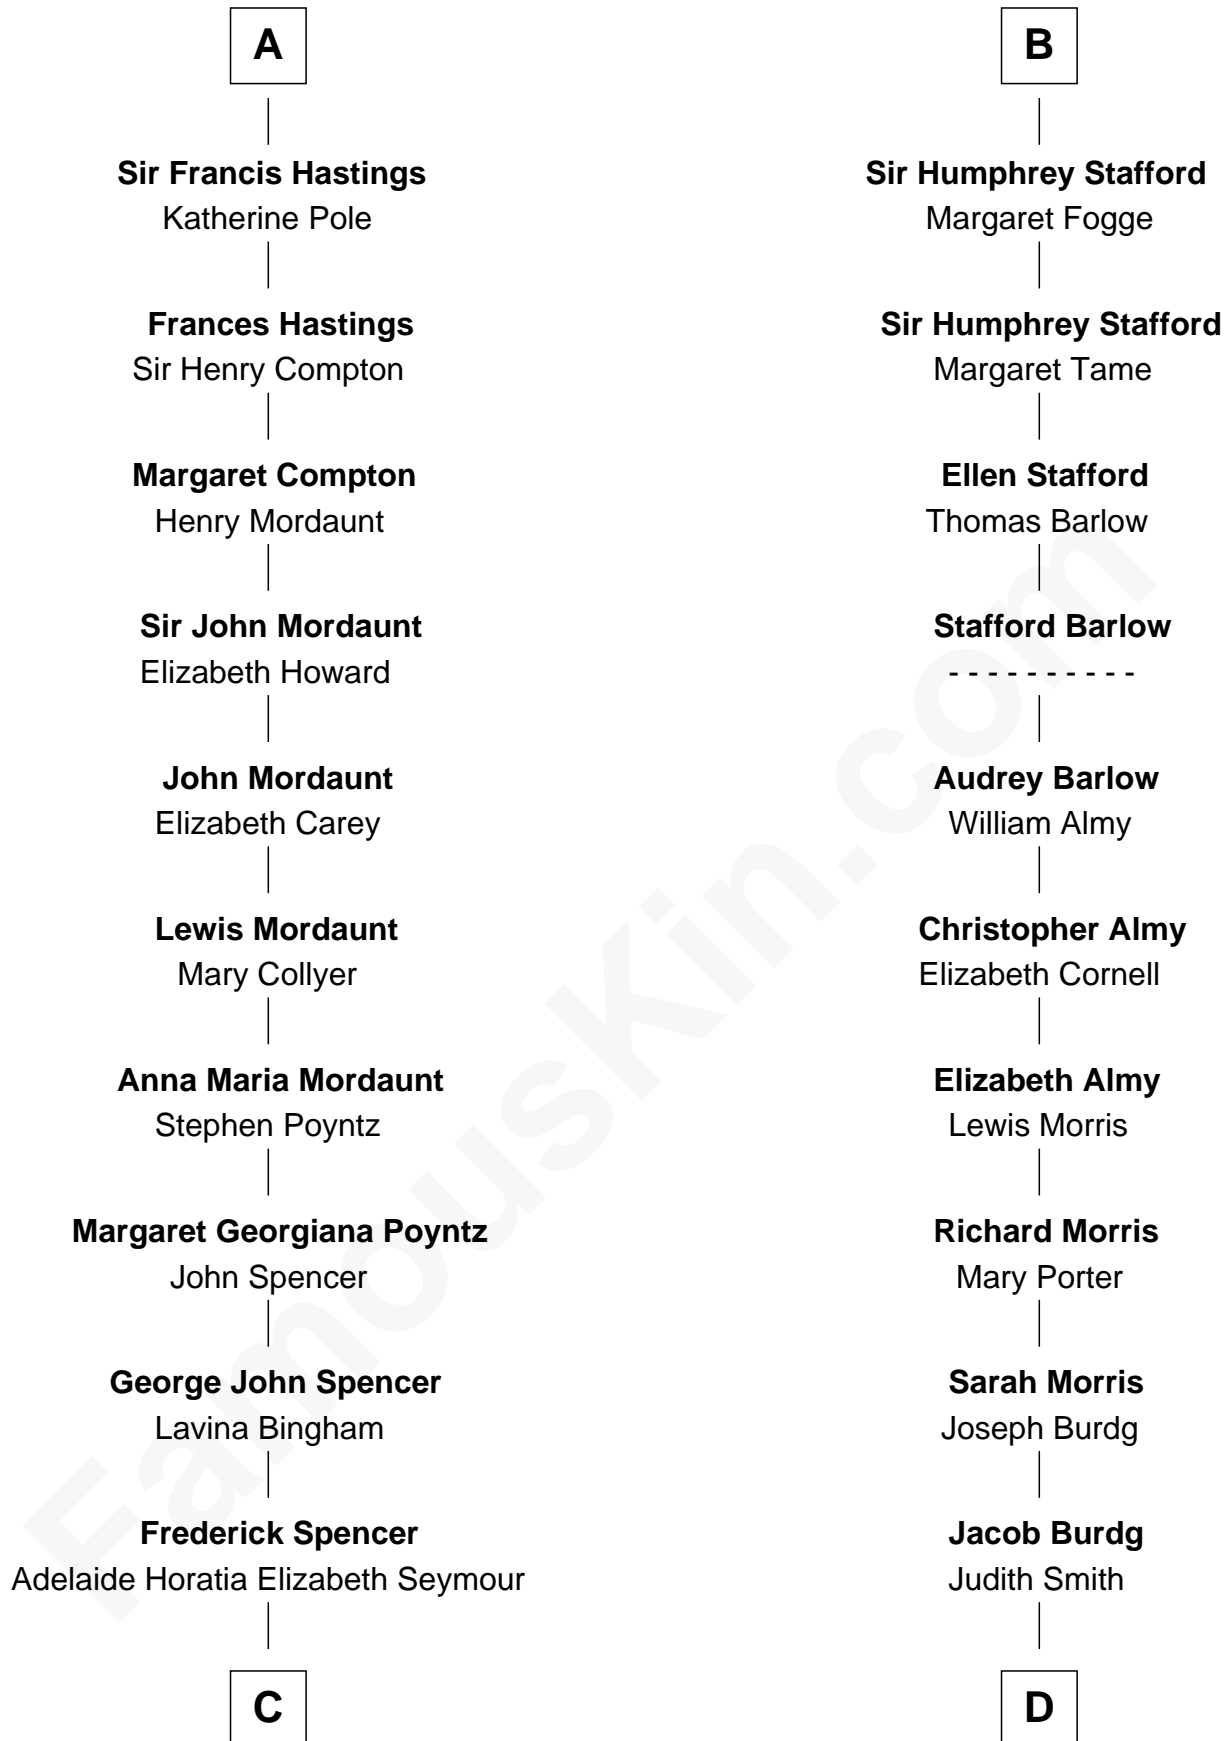 A
Sir Francis Hastings
Katherine Pole
Frances Hastings
Sir Henry Compton
Margaret Compton
Henry Mordaunt
Sir John Mordaunt
Elizabeth Howard
John Mordaunt
Elizabeth Carey
Lewis Mordaunt
Mary Collyer
Anna Maria Mordaunt
Stephen Poyntz
Margaret Georgiana Poyntz
John Spencer
George John Spencer
Lavina Bingham
Frederick Spencer
Adelaide Horatia Elizabeth Seymour
C
B
Sir Humphrey Stafford
Margaret Fogge
Sir Humphrey Stafford
Margaret Tame
Ellen Stafford
Thomas Barlow
Stafford Barlow
- - - - - - - - - -
Audrey Barlow
William Almy
Christopher Almy
Elizabeth Cornell
Elizabeth Almy
Lewis Morris
Richard Morris
Mary Porter
Sarah Morris
Joseph Burdg
Jacob Burdg
Judith Smith
D
FamousKin.com